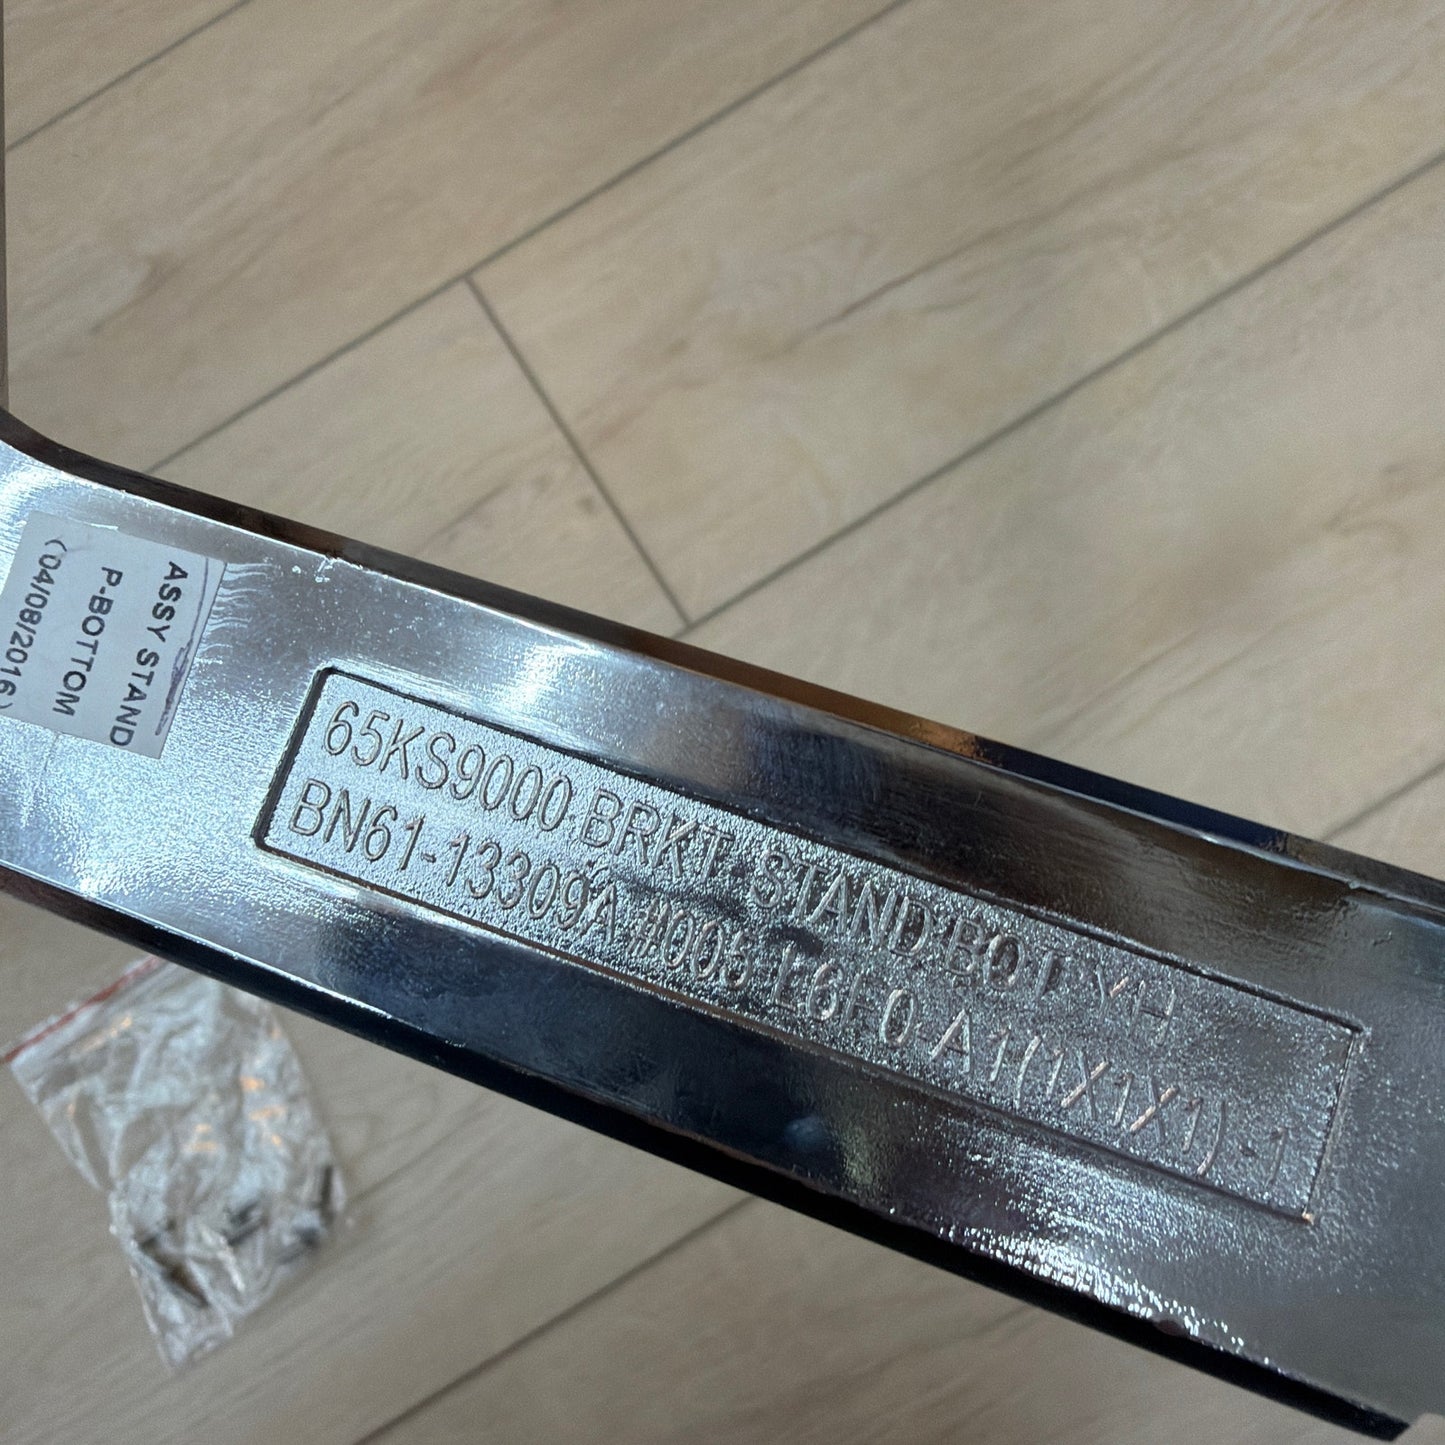 ASSY STAND
P-BOTTOM
(04/08/2016)
65KS9000 BRKT STAND BOT YH
BN61-13309A #005 L6F0 A1(1X1X1)-1